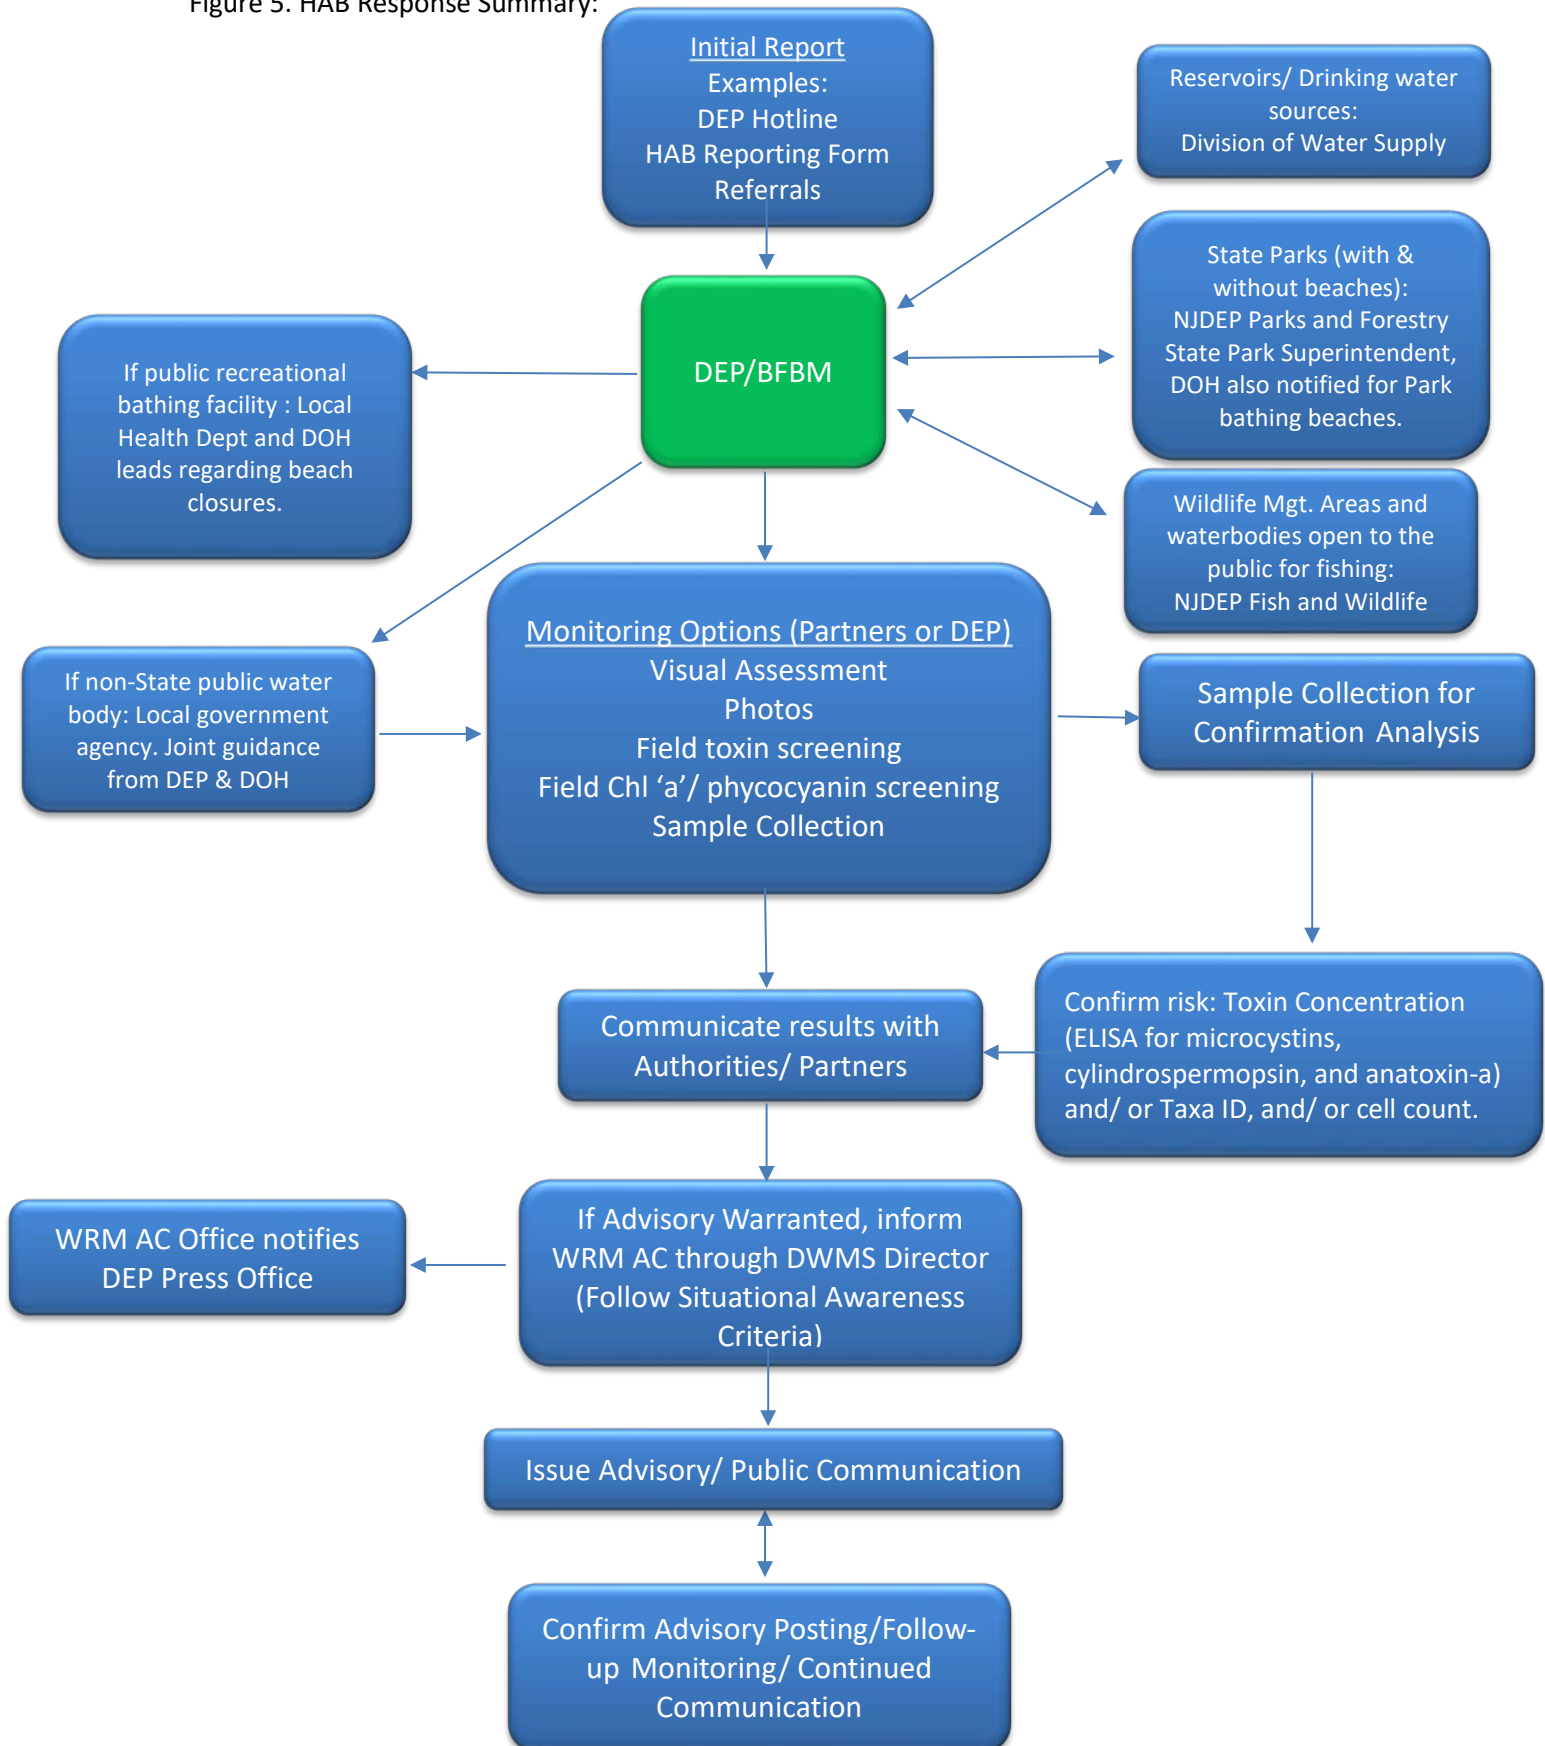 Figure 5. HAB Response Summary:
Initial Report
Examples:
DEP Hotline
HAB Reporting Form
Referrals
Reservoirs/ Drinking water
sources:
Division of Water Supply
State Parks (with &
without beaches):
NJDEP Parks and Forestry
State Park Superintendent,
DOH also notified for Park
bathing beaches.
DEP/BFBM
If public recreational
bathing facility : Local
Health Dept and DOH
leads regarding beach
closures.
Wildlife Mgt. Areas and
waterbodies open to the
public for fishing:
NJDEP Fish and Wildlife
If non-State public water
body: Local government
agency. Joint guidance
from DEP & DOH
Monitoring Options (Partners or DEP)
Visual Assessment
Photos
Field toxin screening
Field Chl ‘a’/ phycocyanin screening
Sample Collection
Sample Collection for
Confirmation Analysis
Confirm risk: Toxin Concentration
(ELISA for microcystins,
cylindrospermopsin, and anatoxin-a)
and/ or Taxa ID, and/ or cell count.
Communicate results with
Authorities/ Partners
If Advisory Warranted, inform
WRM AC through DWMS Director
(Follow Situational Awareness
Criteria)
WRM AC Office notifies
DEP Press Office
Issue Advisory/ Public Communication
Confirm Advisory Posting/Follow-
up Monitoring/ Continued
Communication